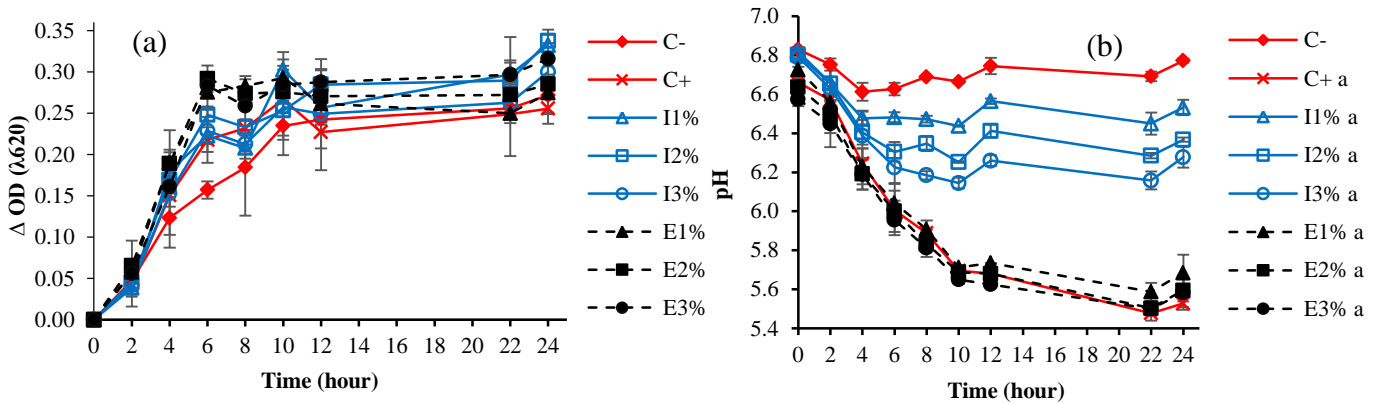 (a)
0.35
0.30
0.25
0.20
0.15
0.10
0.05
0.00
Δ OD (λ620)
0 2 4 6 8 10 12 14 16 18 20 22 24
Time (hour)
C-
C+
I1%
I2%
I3%
E1%
E2%
E3%
(b)
7.0
6.8
6.6
6.4
6.2
6.0
5.8
5.6
5.4
pH
0 2 4 6 8 10 12 14 16 18 20 22 24
Time (hour)
C-
C+ a
I1% a
I2% a
I3% a
E1% a
E2% a
E3% a